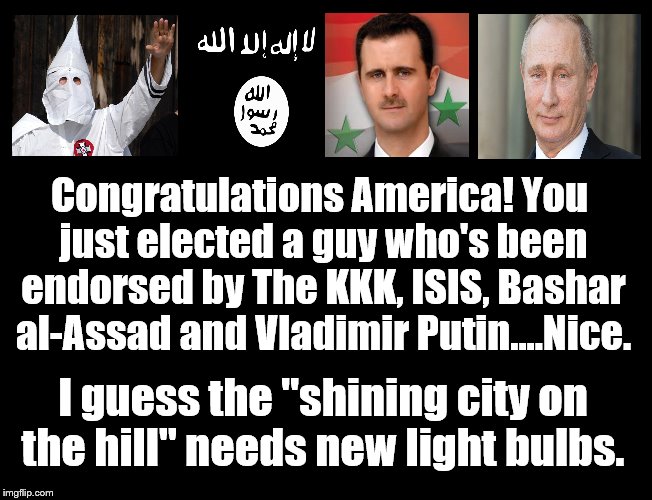 لا إله إلا الله
الله
رسول
محمد
Congratulations America! You
just elected a guy who's been
endorsed by The KKK, ISIS, Bashar
al-Assad and Vladimir Putin....Nice.
I guess the "shining city on
the hill" needs new light bulbs.
imgflip.com